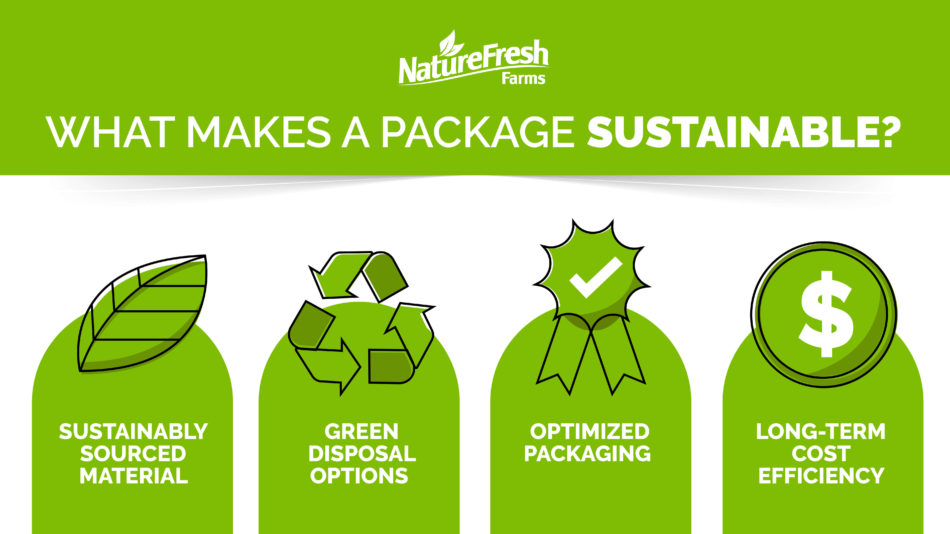 NatureFresh
Farms
WHAT MAKES A PACKAGE SUSTAINABLE?
SUSTAINABLY
SOURCED
MATERIAL
GREEN
DISPOSAL
OPTIONS
OPTIMIZED
PACKAGING
$
LONG-TERM
COST
EFFICIENCY